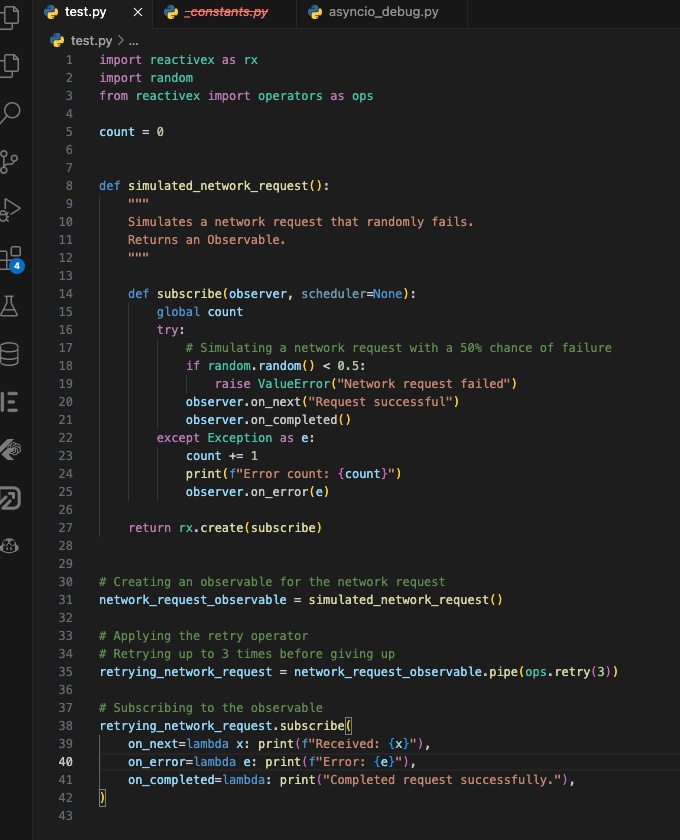 test.py × _constants.py asyncio_debug.py
test.py > ...
1 import reactivex as rx
2 import random
3 from reactivex import operators as ops
4
5 count = 0
6
7
8 def simulated_network_request():
9     """
10     Simulates a network request that randomly fails.
11     Returns an Observable.
12     """
13
14     def subscribe(observer, scheduler=None):
15         global count
16         try:
17             # Simulating a network request with a 50% chance of failure
18             if random.random() < 0.5:
19                 raise ValueError("Network request failed")
20             observer.on_next("Request successful")
21             observer.on_completed()
22         except Exception as e:
23             count += 1
24             print(f"Error count: {count}")
25             observer.on_error(e)
26
27     return rx.create(subscribe)
28
29
30 # Creating an observable for the network request
31 network_request_observable = simulated_network_request()
32
33 # Applying the retry operator
34 # Retrying up to 3 times before giving up
35 retrying_network_request = network_request_observable.pipe(ops.retry(3))
36
37 # Subscribing to the observable
38 retrying_network_request.subscribe(
39     on_next=lambda x: print(f"Received: {x}"),
40     on_error=lambda e: print(f"Error: {e}"),
41     on_completed=lambda: print("Completed request successfully."),
42 )
43
4